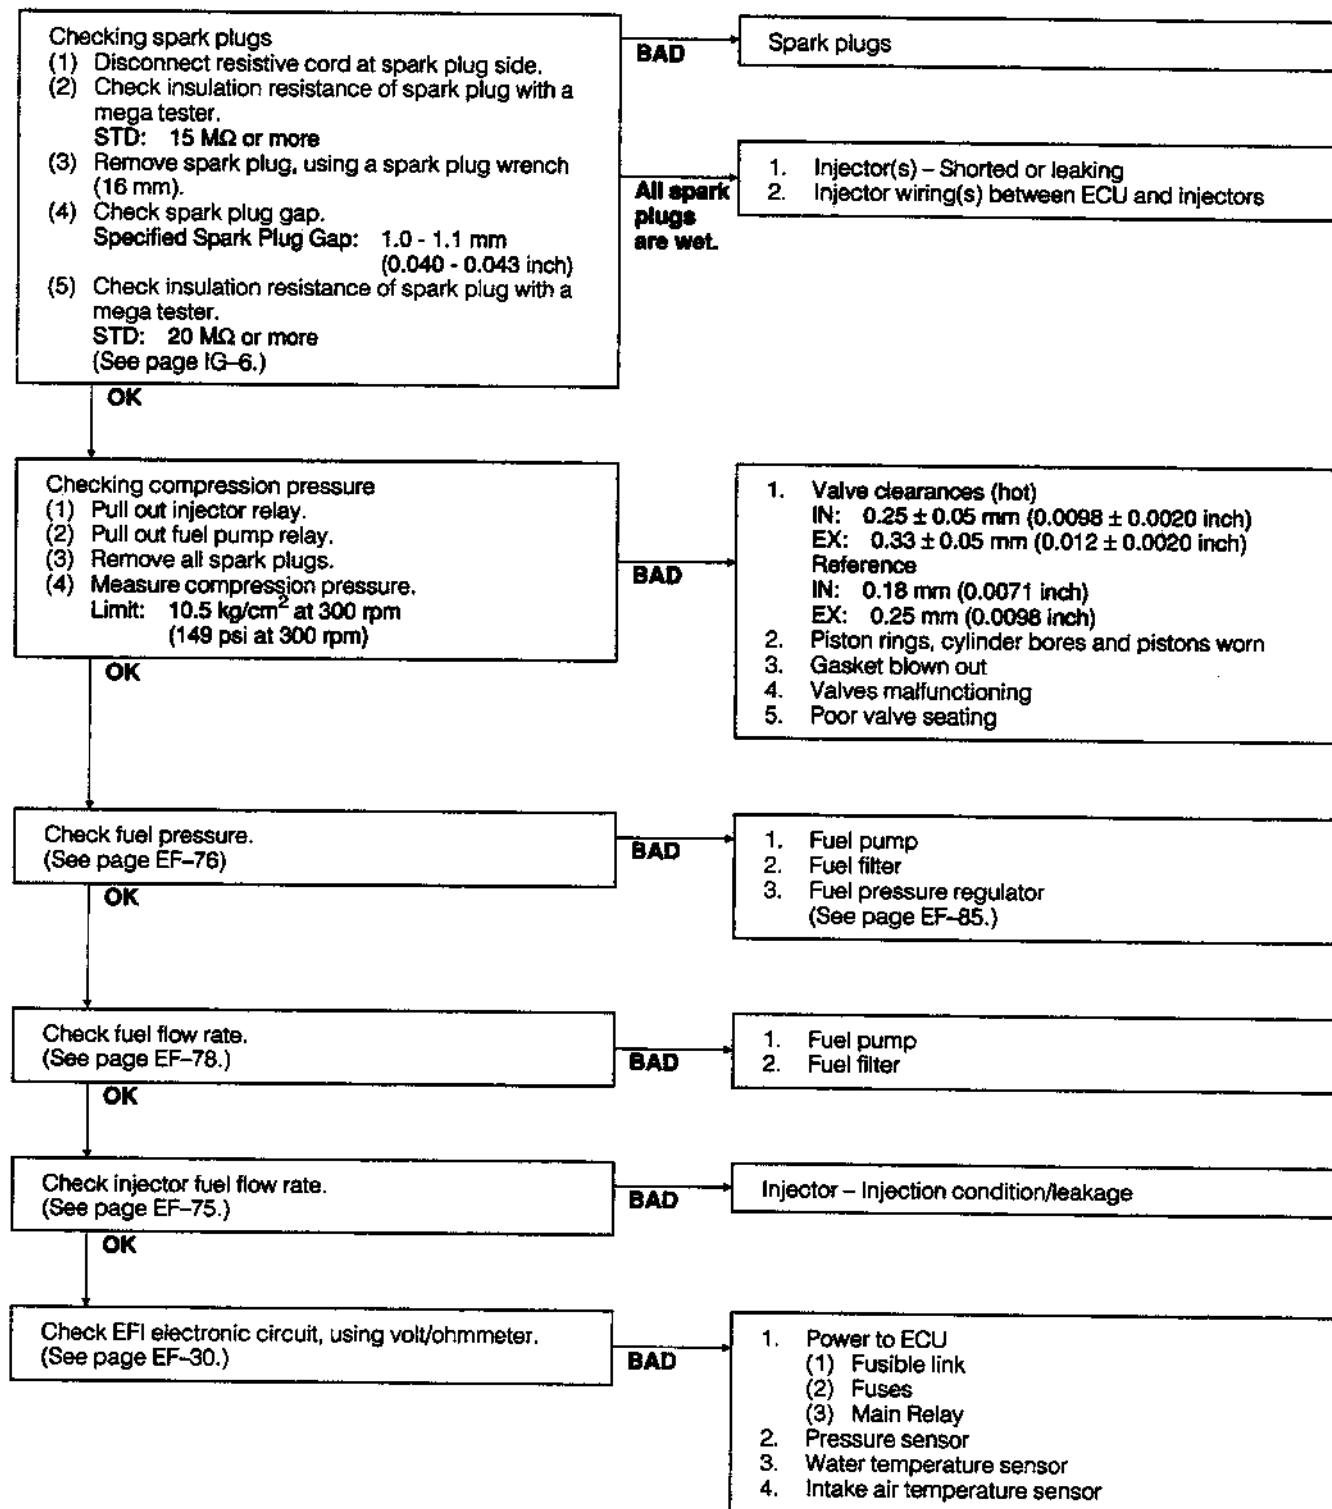 Checking spark plugs
(1) Disconnect resistive cord at spark plug side.
(2) Check insulation resistance of spark plug with a
mega tester.
STD: 15 MΩ or more
(3) Remove spark plug, using a spark plug wrench
(16 mm).
(4) Check spark plug gap.
Specified Spark Plug Gap: 1.0 - 1.1 mm
(0.040 - 0.043 inch)
(5) Check insulation resistance of spark plug with a
mega tester.
STD: 20 MΩ or more
(See page IG–6.)
BAD
Spark plugs
All spark
plugs
are wet.
1. Injector(s) – Shorted or leaking
2. Injector wiring(s) between ECU and injectors
OK
Checking compression pressure
(1) Pull out injector relay.
(2) Pull out fuel pump relay.
(3) Remove all spark plugs.
(4) Measure compression pressure.
Limit: 10.5 kg/cm² at 300 rpm
(149 psi at 300 rpm)
BAD
1. Valve clearances (hot)
IN: 0.25 ± 0.05 mm (0.0098 ± 0.0020 inch)
EX: 0.33 ± 0.05 mm (0.012 ± 0.0020 inch)
Reference
IN: 0.18 mm (0.0071 inch)
EX: 0.25 mm (0.0098 inch)
2. Piston rings, cylinder bores and pistons worn
3. Gasket blown out
4. Valves malfunctioning
5. Poor valve seating
OK
Check fuel pressure.
(See page EF–76)
BAD
1. Fuel pump
2. Fuel filter
3. Fuel pressure regulator
(See page EF–85.)
OK
Check fuel flow rate.
(See page EF–78.)
BAD
1. Fuel pump
2. Fuel filter
OK
Check injector fuel flow rate.
(See page EF–75.)
BAD
Injector – Injection condition/leakage
OK
Check EFI electronic circuit, using volt/ohmmeter.
(See page EF–30.)
BAD
1. Power to ECU
(1) Fusible link
(2) Fuses
(3) Main Relay
2. Pressure sensor
3. Water temperature sensor
4. Intake air temperature sensor